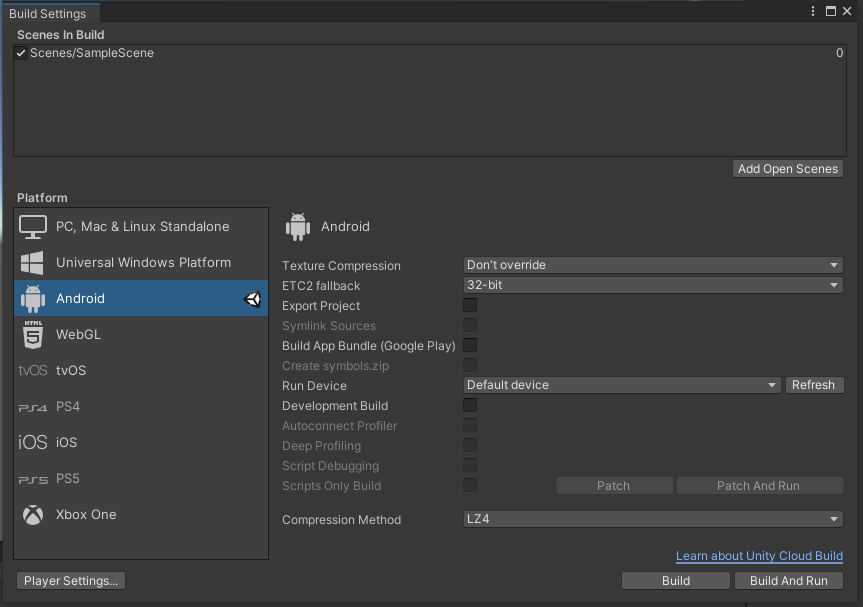 Build Settings
Scenes In Build
Scenes/SampleScene 0
Add Open Scenes
Platform
PC, Mac & Linux Standalone
Universal Windows Platform
Android
HTML
5
WebGL
tvOS tvOS
PS4 PS4
iOS iOS
PS5 PS5
Xbox One
Android
Texture Compression Don't override
ETC2 fallback 32-bit
Export Project
Symlink Sources
Build App Bundle (Google Play)
Create symbols.zip
Run Device Default device Refresh
Development Build
Autoconnect Profiler
Deep Profiling
Script Debugging
Scripts Only Build Patch Patch And Run
Compression Method LZ4
Learn about Unity Cloud Build
Player Settings... Build Build And Run